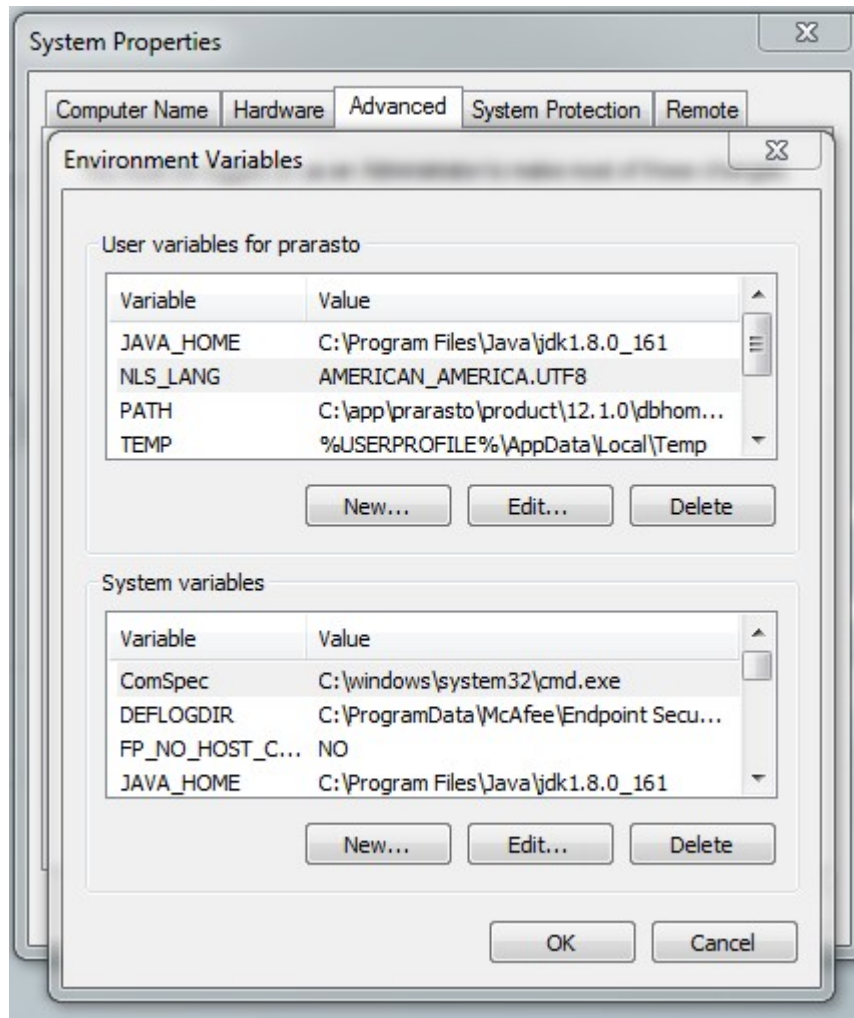 System Properties
Computer Name Hardware Advanced System Protection Remote
Environment Variables
User variables for prarasto
Variable Value
JAVA_HOME C:\Program Files\Java\jdk1.8.0_161
NLS_LANG AMERICAN_AMERICA.UTF8
PATH C:\app\prarasto\product\12.1.0\dbhom...
TEMP %USERPROFILE%\AppData\Local\Temp
New... Edit... Delete
System variables
Variable Value
ComSpec C:\windows\system32\cmd.exe
DEFLOGDIR C:\ProgramData\McAfee\Endpoint Secu...
FP_NO_HOST_C... NO
JAVA_HOME C:\Program Files\Java\jdk1.8.0_161
New... Edit... Delete
OK Cancel